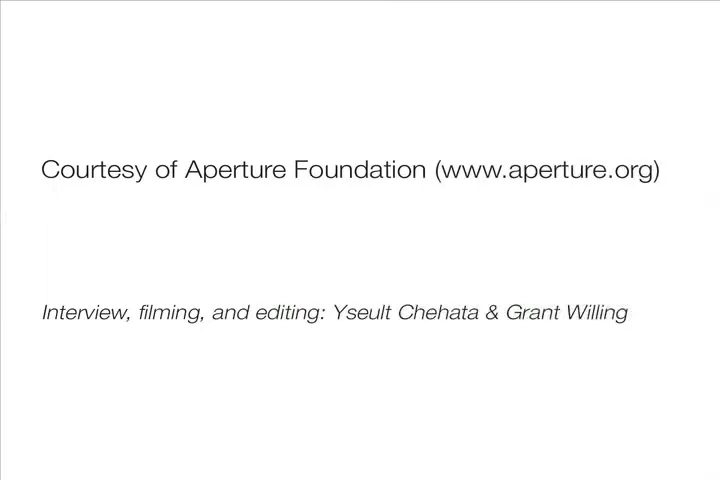 Courtesy of Aperture Foundation (www.aperture.org)
Interview, filming, and editing: Yseult Chehata & Grant Willing